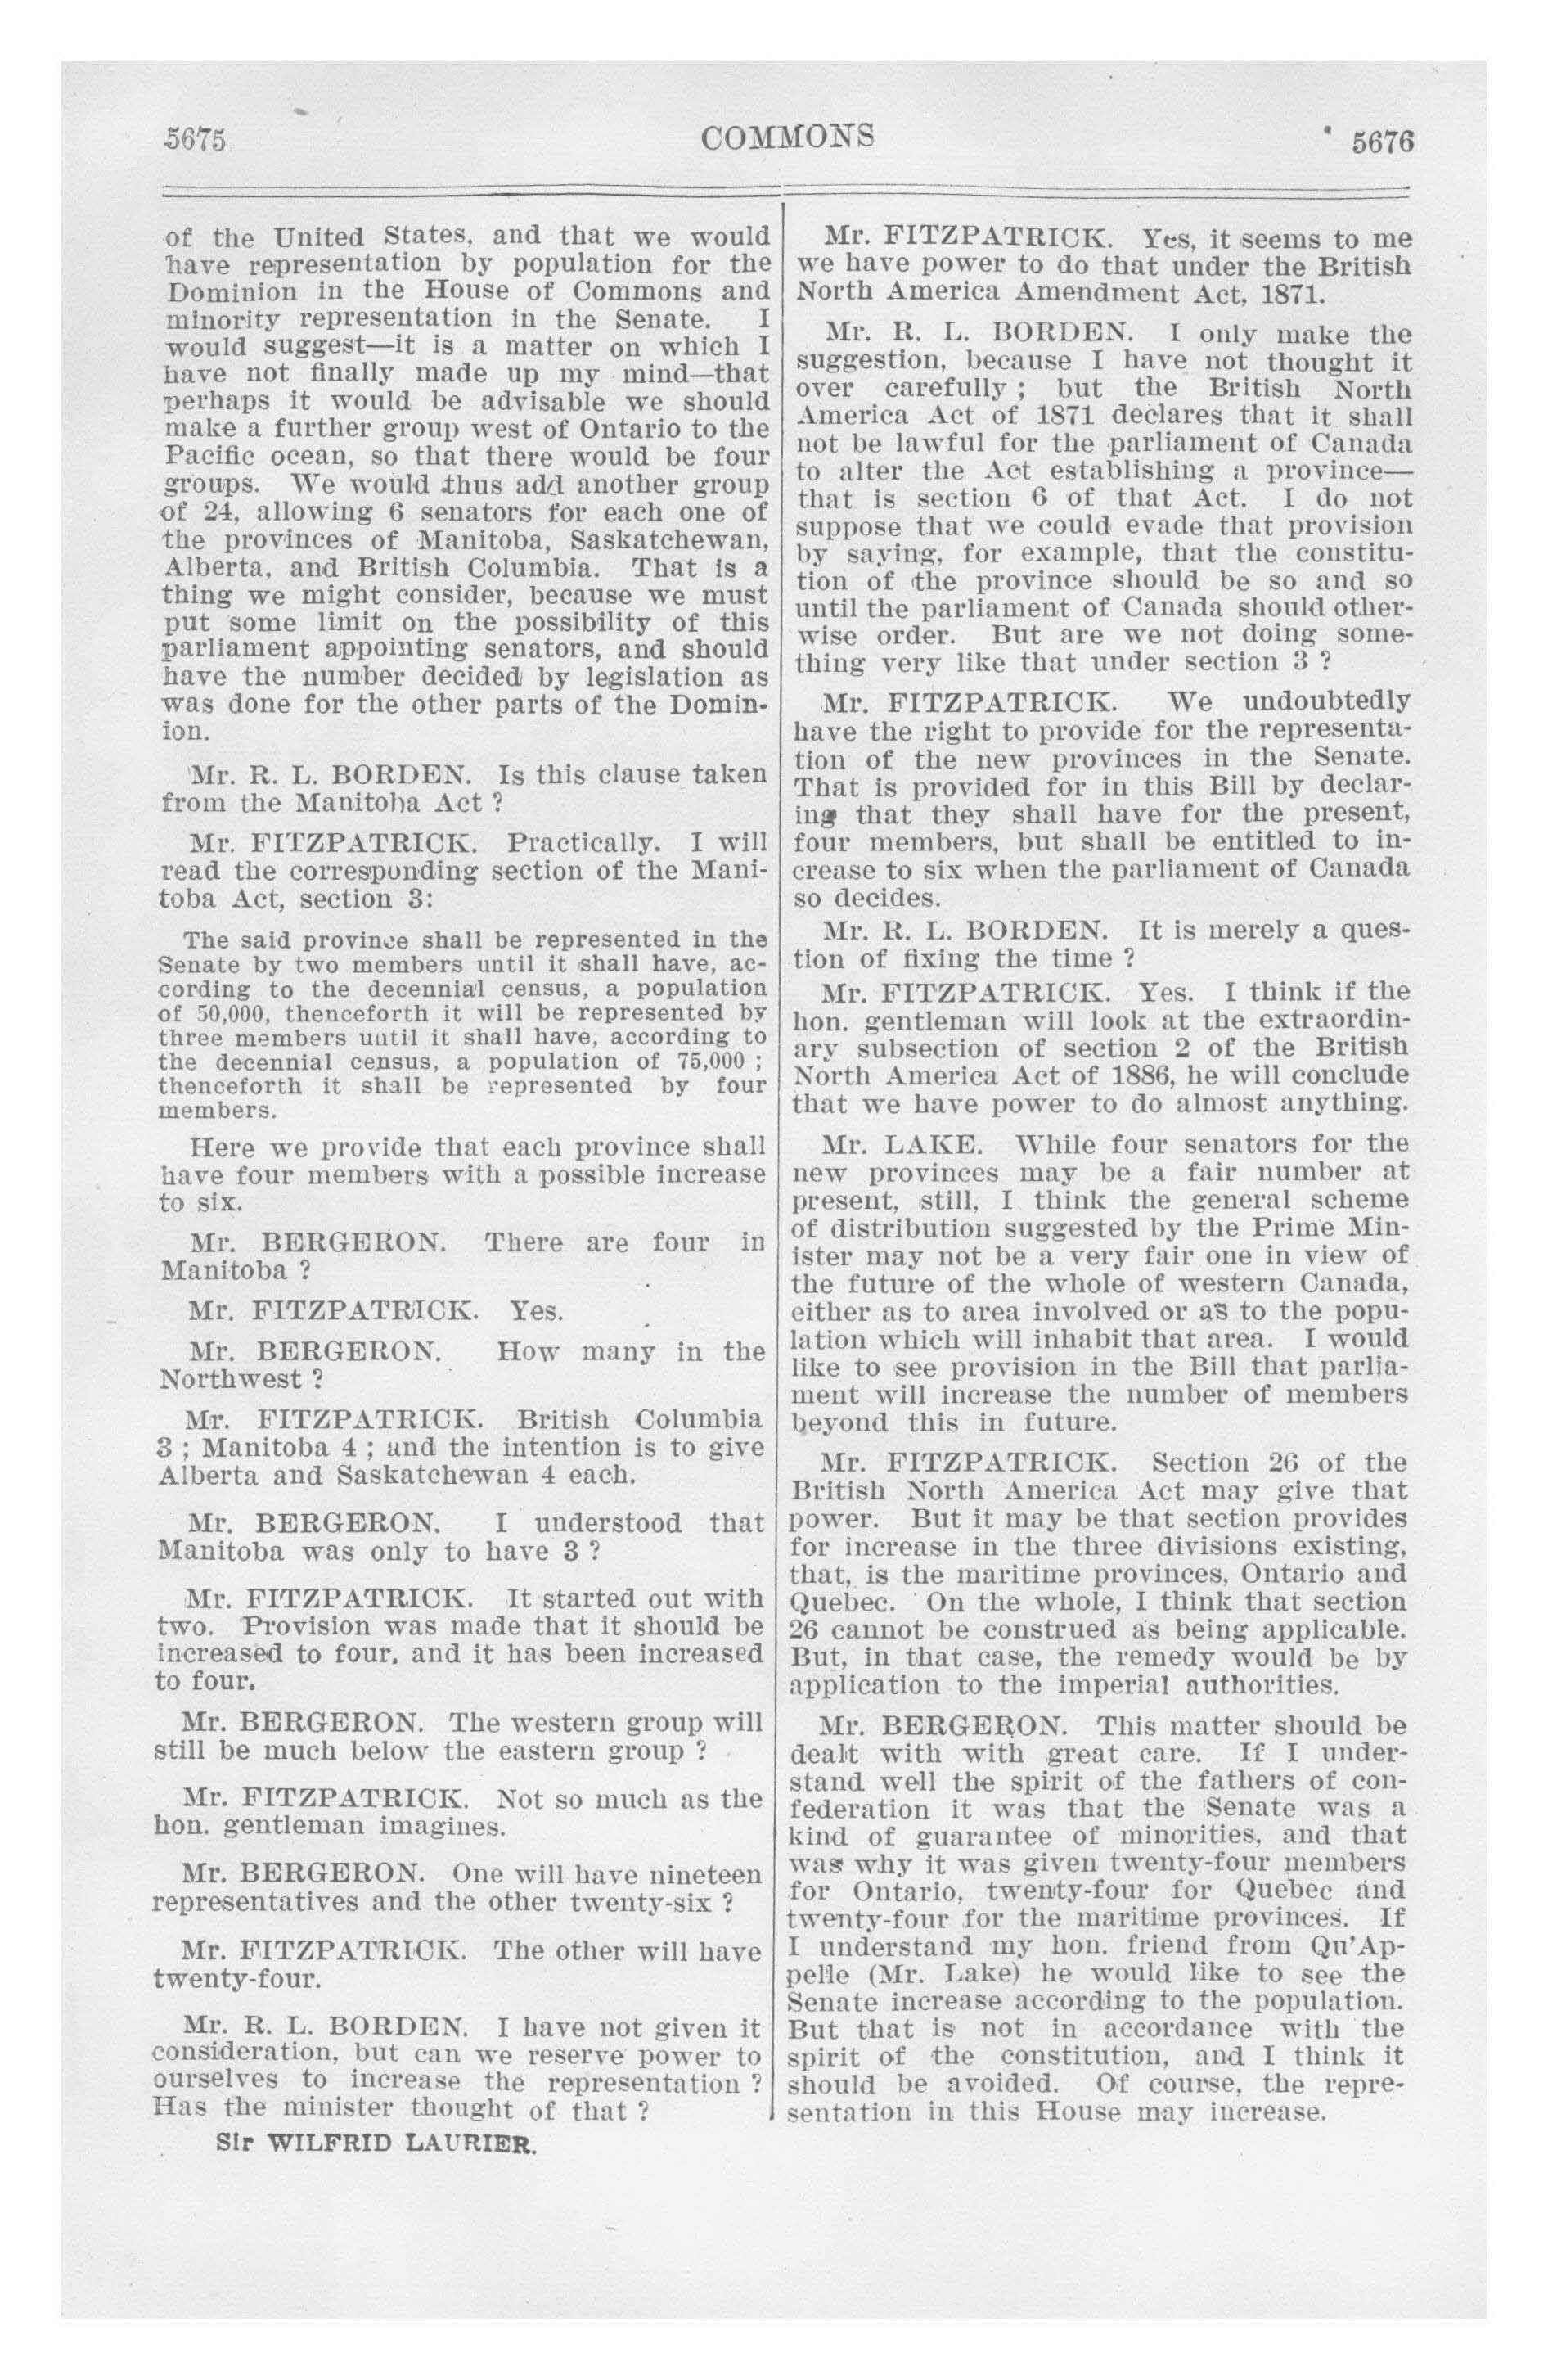 5675
COMMONS
5676
of the United States, and that we would
have representation by population for the
Dominion in the House of Commons and
minority representation in the Senate. I
would suggest—it is a matter on which I
have not finally made up my mind—that
perhaps it would be advisable we should
make a further group west of Ontario to the
Pacific ocean, so that there would be four
groups. We would thus add another group
of 24, allowing 6 senators for each one of
the provinces of Manitoba, Saskatchewan,
Alberta, and British Columbia. That is a
thing we might consider, because we must
put some limit on the possibility of this
parliament appointing senators, and should
have the number decided by legislation as
was done for the other parts of the Domin-
ion.
Mr. R. L. BORDEN. Is this clause taken
from the Manitoba Act ?
Mr. FITZPATRICK. Practically. I will
read the corresponding section of the Mani-
toba Act, section 3:
The said province shall be represented in the
Senate by two members until it shall have, ac-
cording to the decennial census, a population
of 50,000, thenceforth it will be represented by
three members until it shall have, according to
the decennial census, a population of 75,000 ;
thenceforth it shall be represented by four
members.
Here we provide that each province shall
have four members with a possible increase
to six.
Mr. BERGERON. There are four in
Manitoba ?
Mr. FITZPATRICK. Yes.
Mr. BERGERON. How many in the
Northwest ?
Mr. FITZPATRICK. British Columbia
3 ; Manitoba 4 ; and the intention is to give
Alberta and Saskatchewan 4 each.
Mr. BERGERON. I understood that
Manitoba was only to have 3 ?
Mr. FITZPATRICK. It started out with
two. Provision was made that it should be
increased to four, and it has been increased
to four.
Mr. BERGERON. The western group will
still be much below the eastern group ?
Mr. FITZPATRICK. Not so much as the
hon. gentleman imagines.
Mr. BERGERON. One will have nineteen
representatives and the other twenty-six ?
Mr. FITZPATRICK. The other will have
twenty-four.
Mr. R. L. BORDEN. I have not given it
consideration, but can we reserve power to
ourselves to increase the representation ?
Has the minister thought of that ?
Sir WILFRID LAURIER.
Mr. FITZPATRICK. Yes, it seems to me
we have power to do that under the British
North America Amendment Act, 1871.
Mr. R. L. BORDEN. I only make the
suggestion, because I have not thought it
over carefully ; but the British North
America Act of 1871 declares that it shall
not be lawful for the parliament of Canada
to alter the Act establishing a province—
that is section 6 of that Act. I do not
suppose that we could evade that provision
by saying, for example, that the constitu-
tion of the province should be so and so
until the parliament of Canada should other-
wise order. But are we not doing some-
thing very like that under section 3 ?
Mr. FITZPATRICK. We undoubtedly
have the right to provide for the representa-
tion of the new provinces in the Senate.
That is provided for in this Bill by declar-
ing that they shall have for the present,
four members, but shall be entitled to in-
crease to six when the parliament of Canada
so decides.
Mr. R. L. BORDEN. It is merely a ques-
tion of fixing the time ?
Mr. FITZPATRICK. Yes. I think if the
hon. gentleman will look at the extraordin-
ary subsection of section 2 of the British
North America Act of 1886, he will conclude
that we have power to do almost anything.
Mr. LAKE. While four senators for the
new provinces may be a fair number at
present, still, I think the general scheme
of distribution suggested by the Prime Min-
ister may not be a very fair one in view of
the future of the whole of western Canada,
either as to area involved or as to the popu-
lation which will inhabit that area. I would
like to see provision in the Bill that parlia-
ment will increase the number of members
beyond this in future.
Mr. FITZPATRICK. Section 26 of the
British North America Act may give that
power. But it may be that section provides
for increase in the three divisions existing,
that, is the maritime provinces, Ontario and
Quebec. On the whole, I think that section
26 cannot be construed as being applicable.
But, in that case, the remedy would be by
application to the imperial authorities.
Mr. BERGERON. This matter should be
dealt with with great care. If I under-
stand well the spirit of the fathers of con-
federation it was that the Senate was a
kind of guarantee of minorities, and that
was why it was given twenty-four members
for Ontario, twenty-four for Quebec and
twenty-four for the maritime provinces. If
I understand my hon. friend from Qu'Ap-
pelle (Mr. Lake) he would like to see the
Senate increase according to the population.
But that is not in accordance with the
spirit of the constitution, and I think it
should be avoided. Of course, the repre-
sentation in this House may increase.